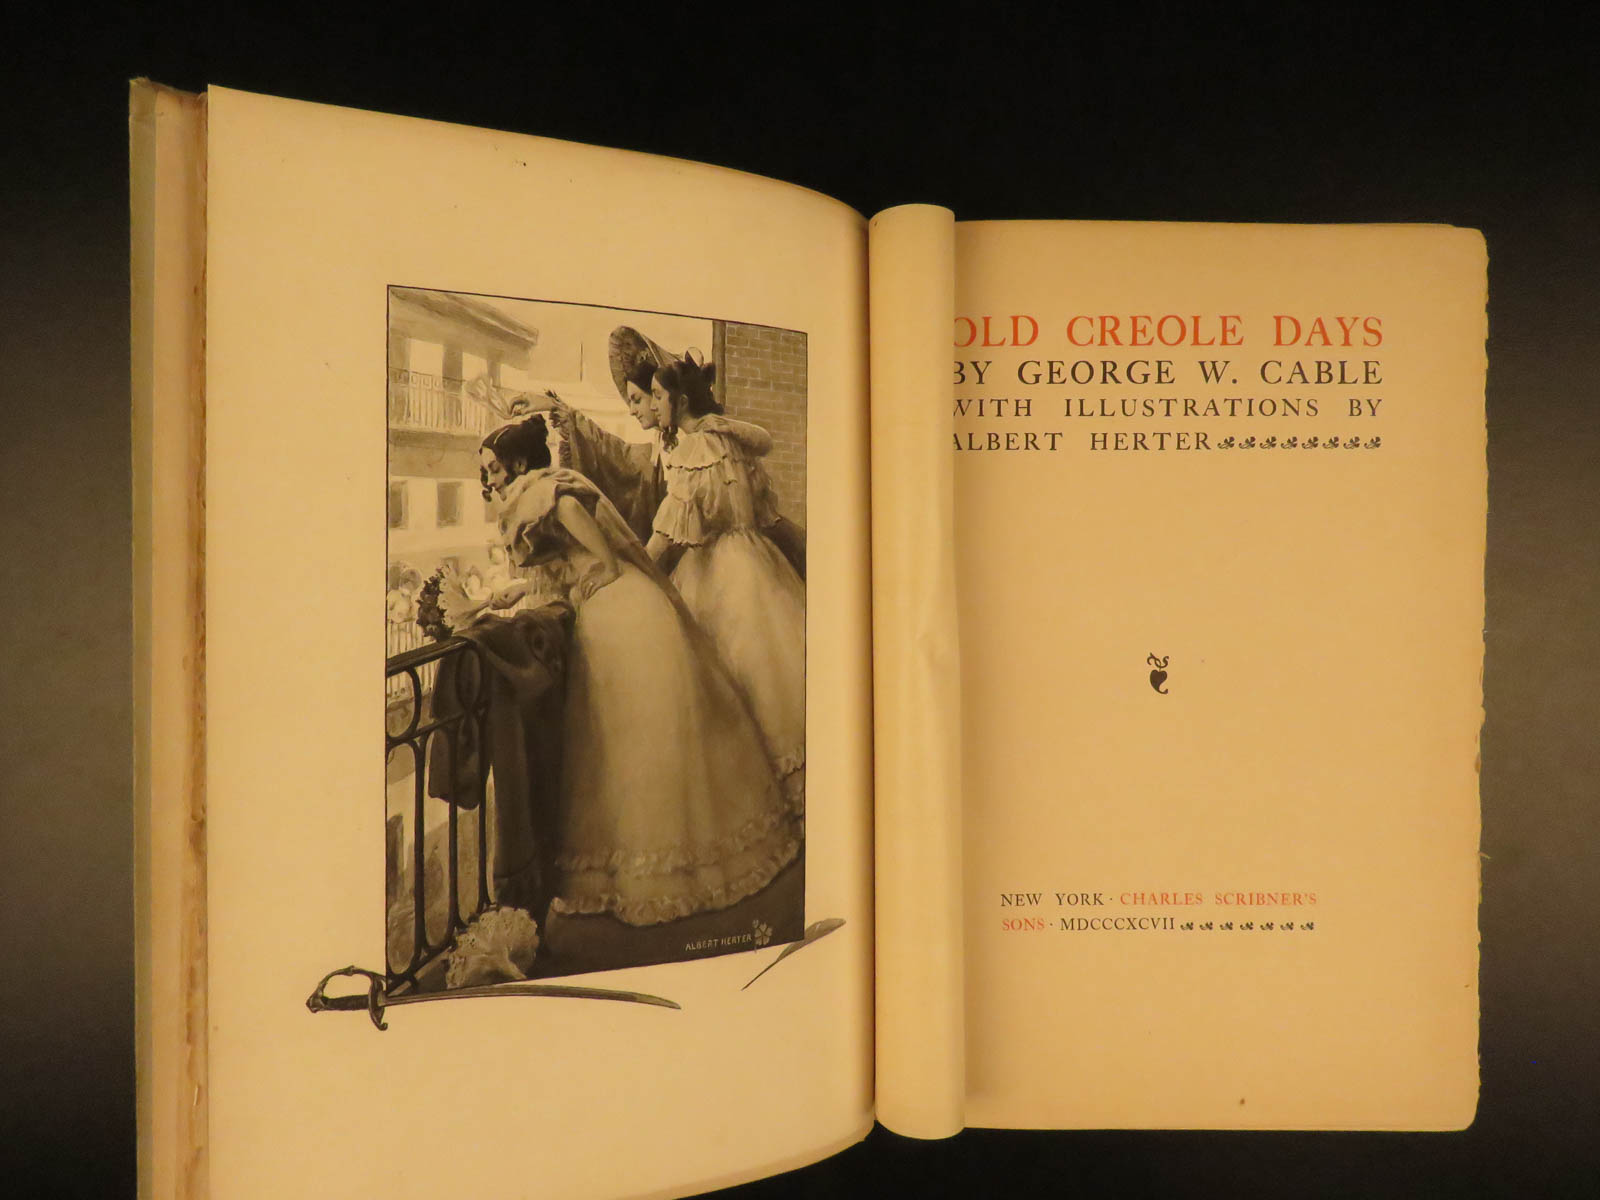 ALBERT HERTER
OLD CREOLE DAYS
BY GEORGE W. CABLE
WITH ILLUSTRATIONS BY
ALBERT HERTER
NEW YORK · CHARLES SCRIBNER'S
SONS · MDCCCXCVII